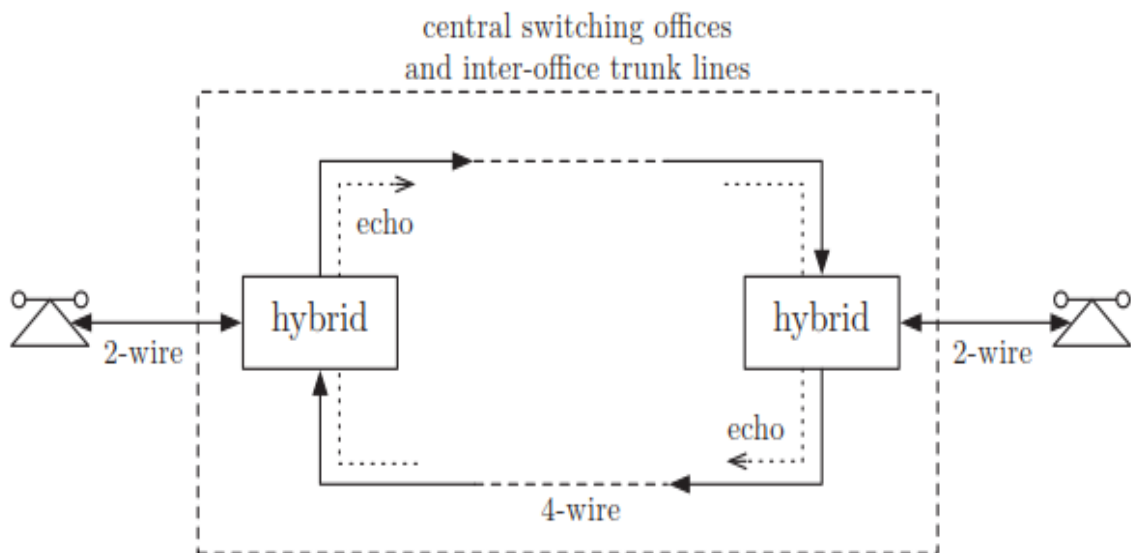 central switching offices
and inter-office trunk lines
echo
hybrid
hybrid
2-wire
2-wire
echo
4-wire